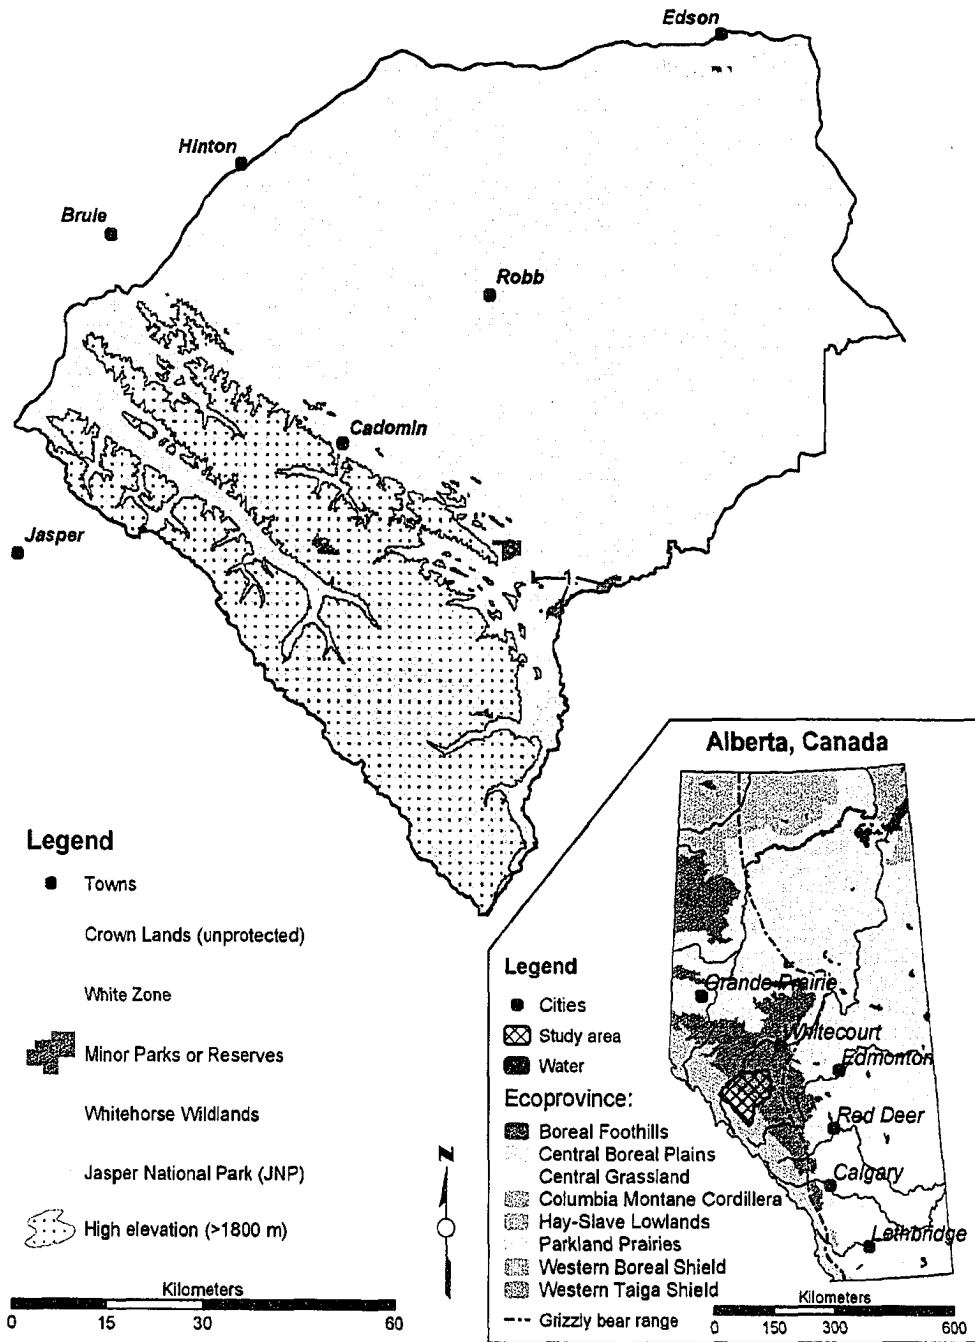 Edson
Hinton
Brule
Robb
Cadomin
Jasper
Legend
Towns
Crown Lands (unprotected)
White Zone
Minor Parks or Reserves
Whitehorse Wildlands
Jasper National Park (JNP)
High elevation (>1800 m)
Kilometers
0 15 30 60
N
Alberta, Canada
Grande Prairie
Whitecourt
Edmonton
Red Deer
Calgary
Lethbridge
Legend
Cities
Study area
Water
Ecoprovince:
Boreal Foothills
Central Boreal Plains
Central Grassland
Columbia Montane Cordillera
Hay-Slave Lowlands
Parkland Prairies
Western Boreal Shield
Western Taiga Shield
Grizzly bear range
Kilometers
0 150 300 600